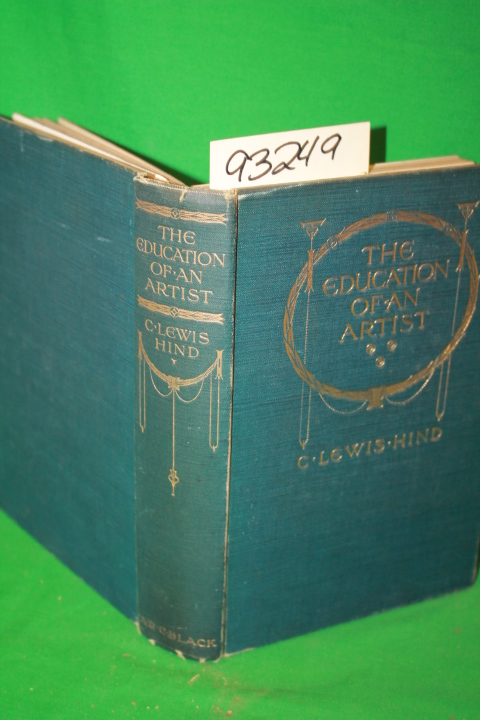 93249
THE
EDUCATION
OF·AN
ARTIST
C·LEWIS
HIND
A&C·BLACK
THE
EDUCATION
OF·AN
ARTIST
C·LEWIS·HIND